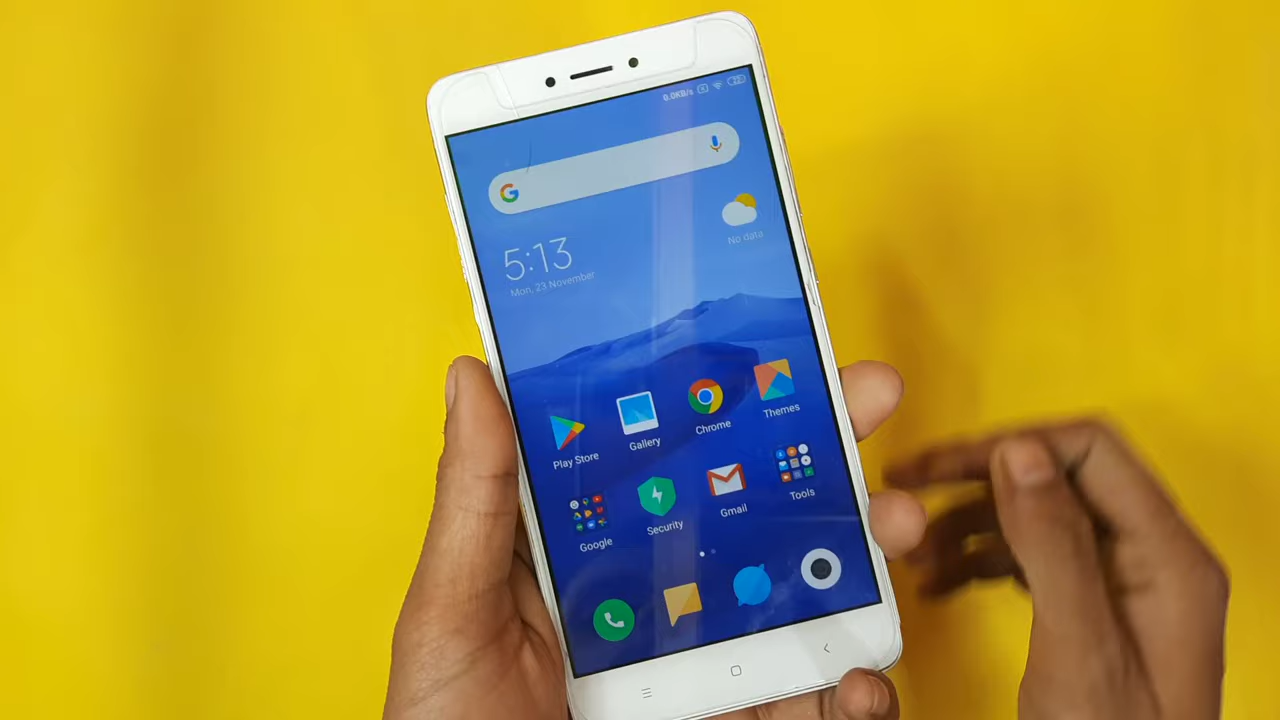 0.0KB/s
5:13
Mon, 23 November
No data
Play Store
Gallery
Chrome
Themes
Google
Security
Gmail
Tools